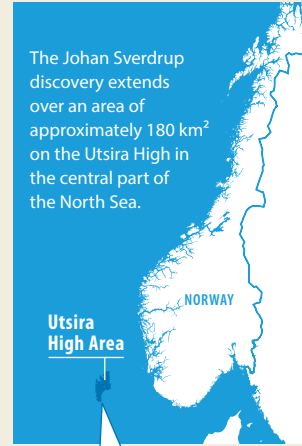 The Johan Sverdrup
discovery extends
over an area of
approximately 180 km²
on the Utsira High in
the central part of
the North Sea.
NORWAY
Utsira
High Area